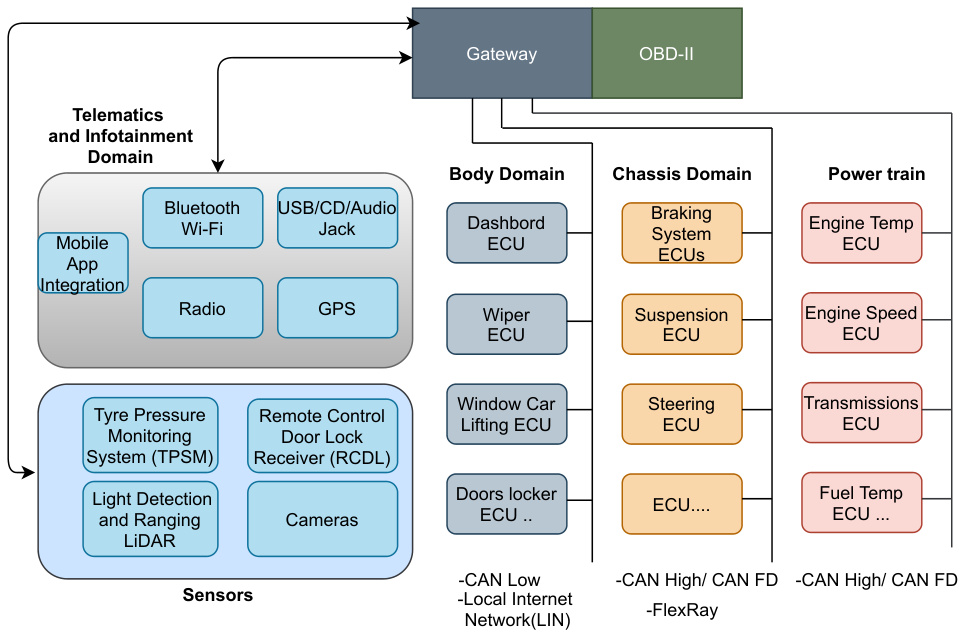 Gateway
OBD-II
Telematics
and Infotainment
Domain
Bluetooth
Wi-Fi
USB/CD/Audio
Jack
Mobile
App
Integration
Radio
GPS
Tyre Pressure
Monitoring
System (TPSM)
Remote Control
Door Lock
Receiver (RCDL)
Light Detection
and Ranging
LiDAR
Cameras
Sensors
Body Domain
Dashbord
ECU
Wiper
ECU
Window Car
Lifting ECU
Doors locker
ECU ..
-CAN Low
-Local Internet
Network(LIN)
Chassis Domain
Braking
System
ECUs
Suspension
ECU
Steering
ECU
ECU....
-CAN High/ CAN FD
-FlexRay
Power train
Engine Temp
ECU
Engine Speed
ECU
Transmissions
ECU
Fuel Temp
ECU ...
-CAN High/ CAN FD